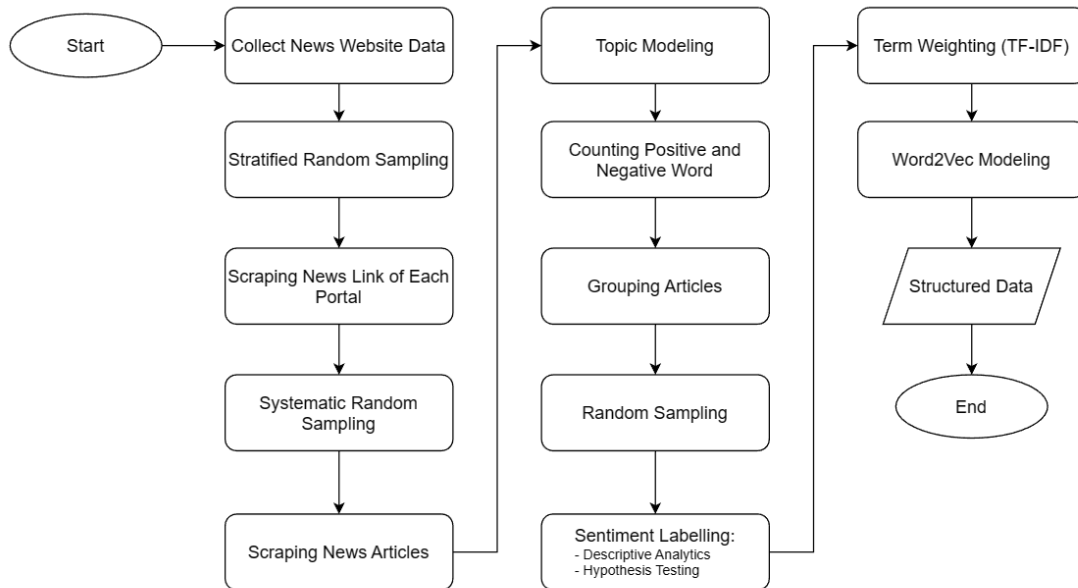 Start
Collect News Website Data
Stratified Random Sampling
Scraping News Link of Each
Portal
Systematic Random
Sampling
Scraping News Articles
Topic Modeling
Counting Positive and
Negative Word
Grouping Articles
Random Sampling
Sentiment Labelling:
- Descriptive Analytics
- Hypothesis Testing
Term Weighting (TF-IDF)
Word2Vec Modeling
Structured Data
End